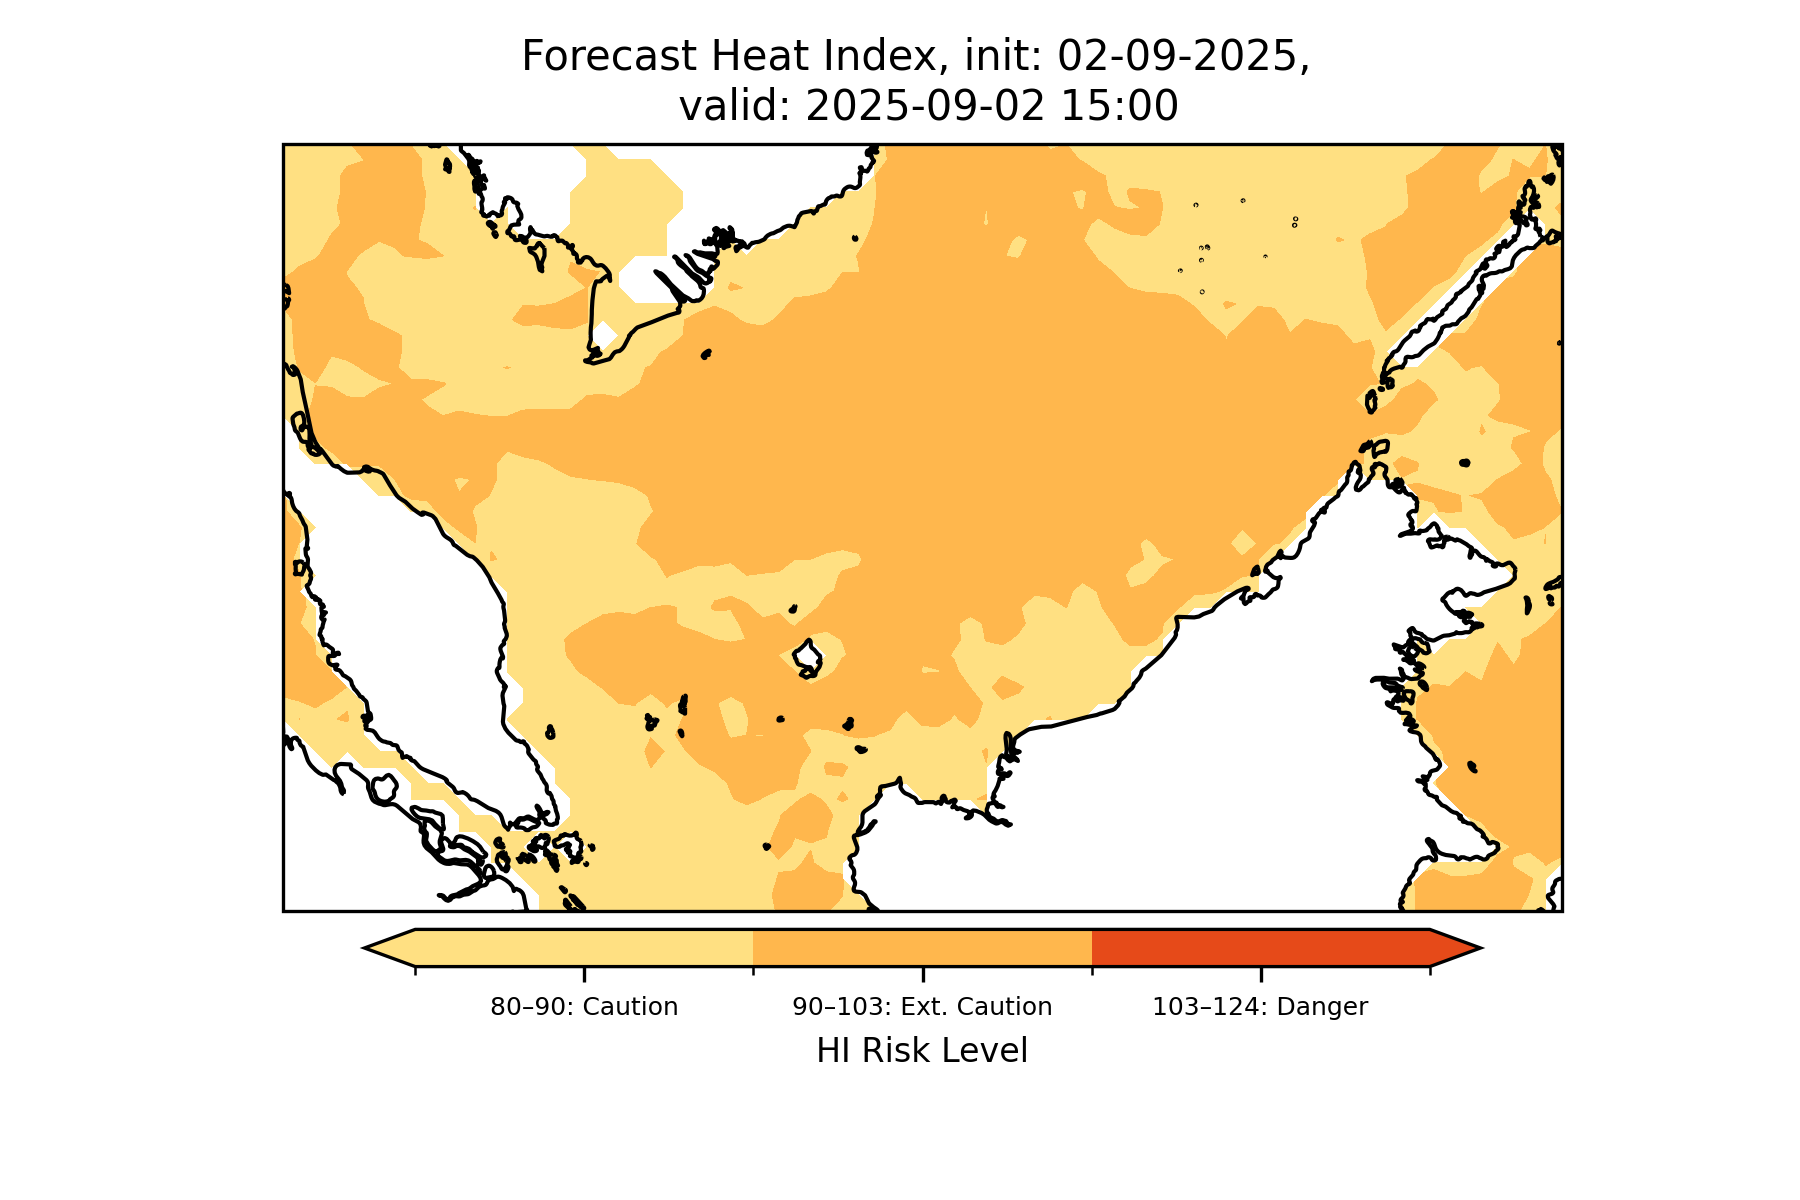 Forecast Heat Index, init: 02-09-2025,
valid: 2025-09-02 15:00
80–90: Caution
90–103: Ext. Caution
103–124: Danger
HI Risk Level